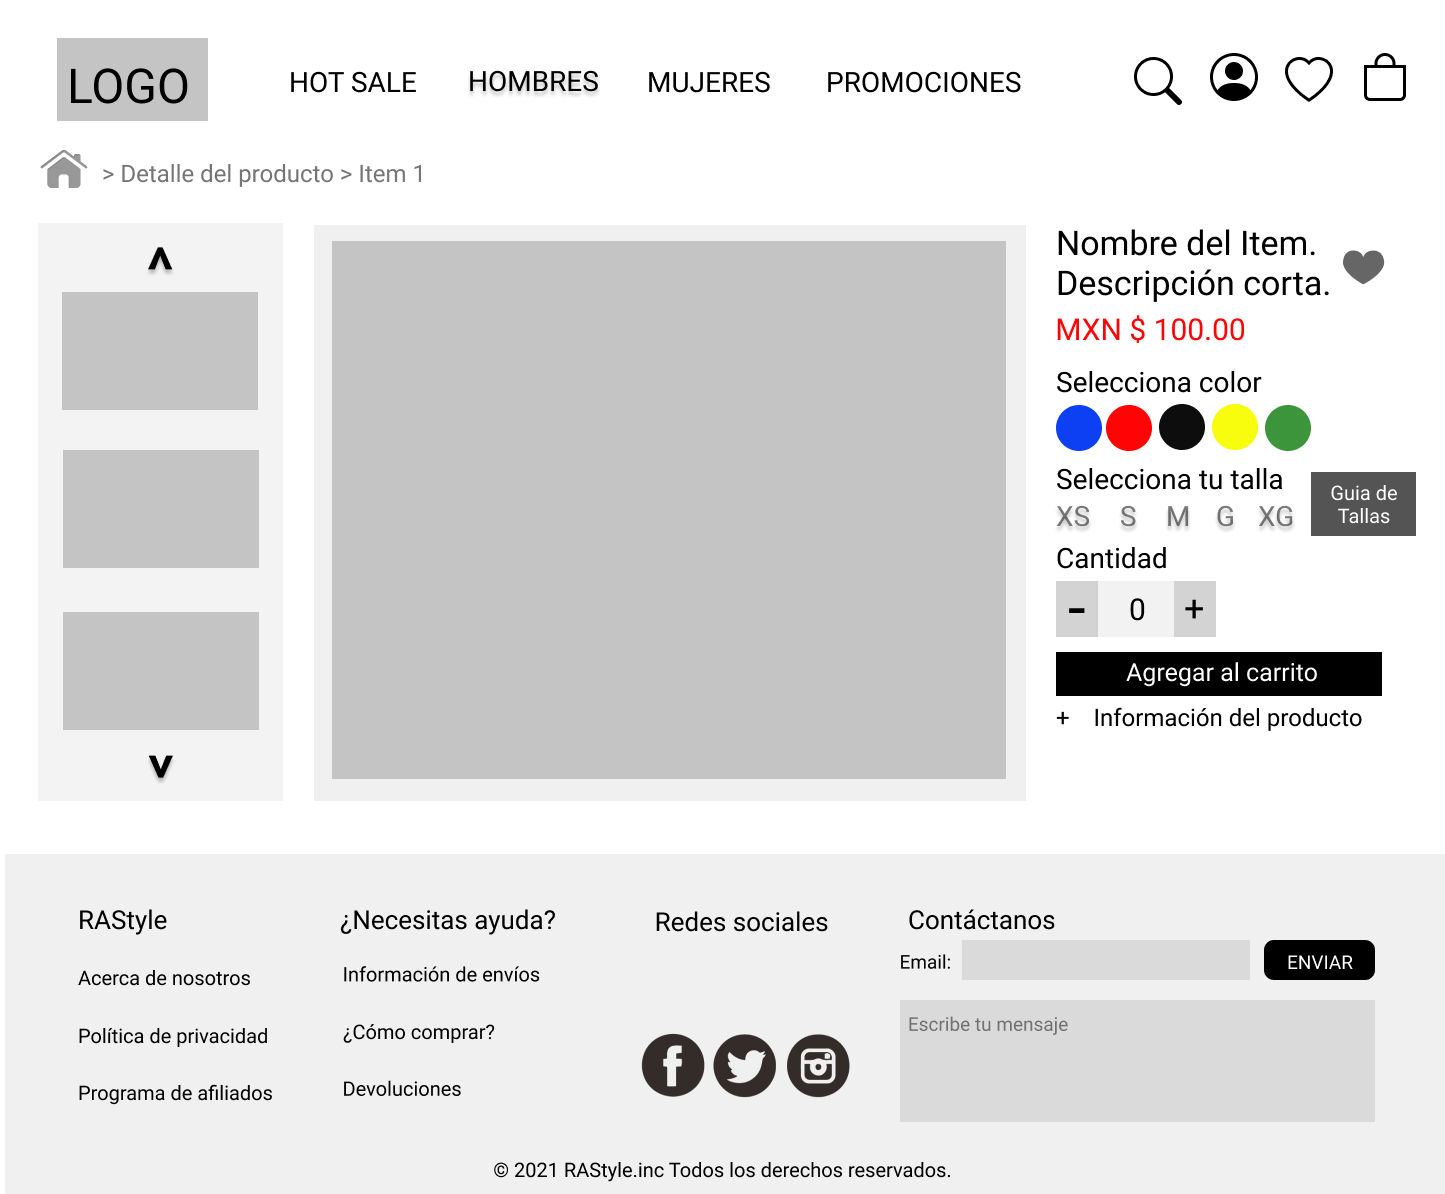 LOGO
HOT SALE
HOMBRES
MUJERES
PROMOCIONES
> Detalle del producto > Item 1
Nombre del Item.
Descripción corta.
MXN $ 100.00
Selecciona color
Selecciona tu talla
Guia de
Tallas
XS S M G XG
Cantidad
- 0 +
Agregar al carrito
+ Información del producto
RAStyle
Acerca de nosotros
Política de privacidad
Programa de afiliados
¿Necesitas ayuda?
Información de envíos
¿Cómo comprar?
Devoluciones
Redes sociales
Contáctanos
Email:
ENVIAR
Escribe tu mensaje
© 2021 RAStyle.inc Todos los derechos reservados.